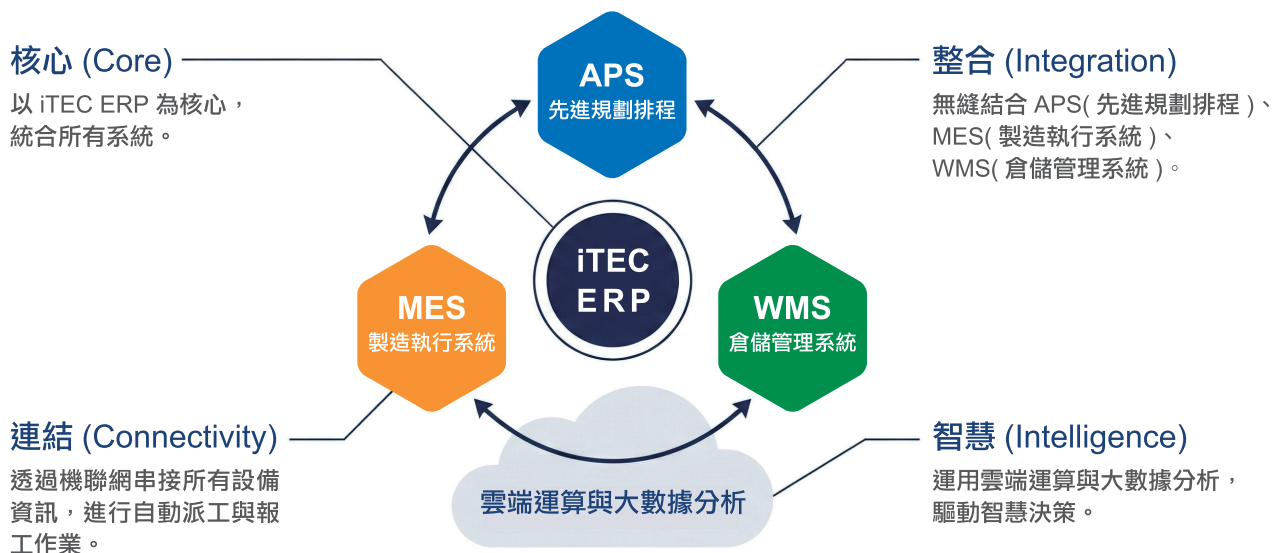 核心 (Core)
以 iTEC ERP 為核心，
統合所有系統。
APS
先進規劃排程
整合 (Integration)
無縫結合 APS( 先進規劃排程 )、
MES( 製造執行系統 )、
WMS( 倉儲管理系統 )。
iTEC
ERP
MES
製造執行系統
WMS
倉儲管理系統
連結 (Connectivity)
透過機聯網串接所有設備
資訊，進行自動派工與報
工作業。
雲端運算與大數據分析
智慧 (Intelligence)
運用雲端運算與大數據分析，
驅動智慧決策。